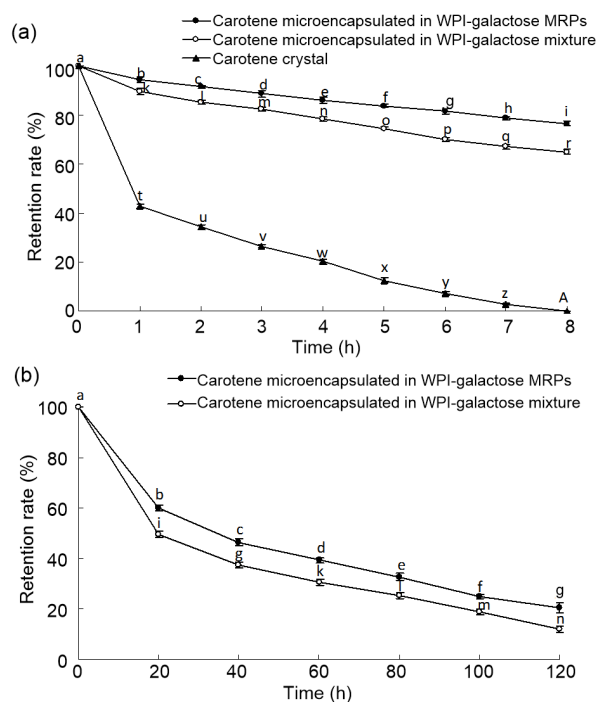 (a)
Carotene microencapsulated in WPI-galactose MRPs
Carotene microencapsulated in WPI-galactose mixture
Carotene crystal
Retention rate (%)
100
80
60
40
20
0
a
b
c
d
e
f
g
h
i
k
l
m
n
o
p
q
r
t
u
v
w
x
y
z
A
0 1 2 3 4 5 6 7 8
Time (h)
(b)
Carotene microencapsulated in WPI-galactose MRPs
Carotene microencapsulated in WPI-galactose mixture
Retention rate (%)
100
80
60
40
20
0
a
b
c
d
e
f
g
i
g
k
l
m
n
0 20 40 60 80 100 120
Time (h)